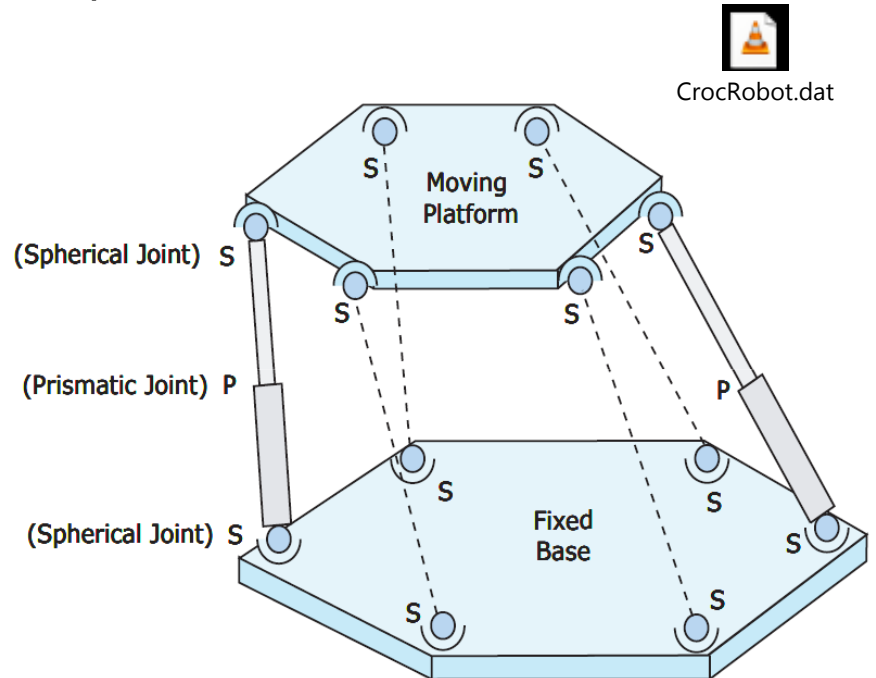 CrocRobot.dat
S
S
Moving
Platform
(Spherical Joint) S
S
S
S
(Prismatic Joint) P
P
S
S
Fixed
Base
(Spherical Joint) S
S
S
S